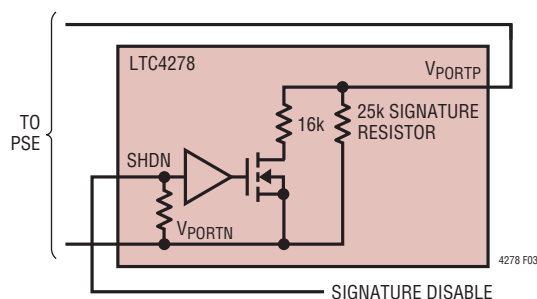 LTC4278
VPORTP
TO
PSE
16k
25k SIGNATURE
RESISTOR
SHDN
VPORTN
4278 F03
SIGNATURE DISABLE